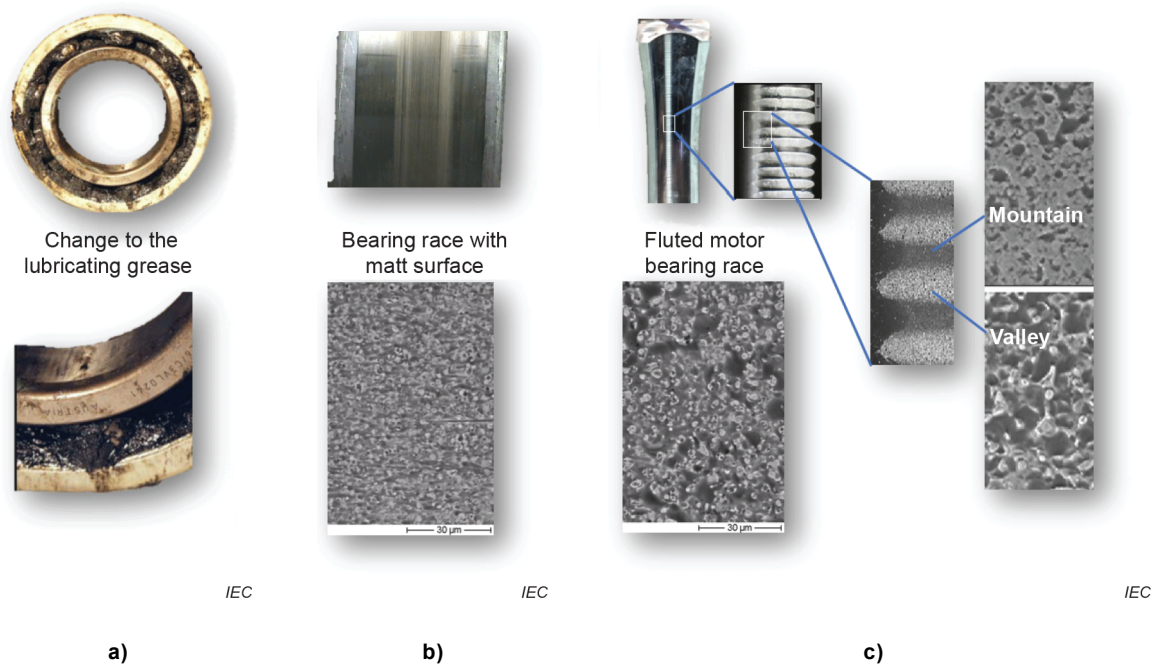 Change to the
lubricating grease
Bearing race with
matt surface
Fluted motor
bearing race
Mountain
Valley
AUSTRIA
30 µm
30 µm
IEC
IEC
IEC
a)
b)
c)